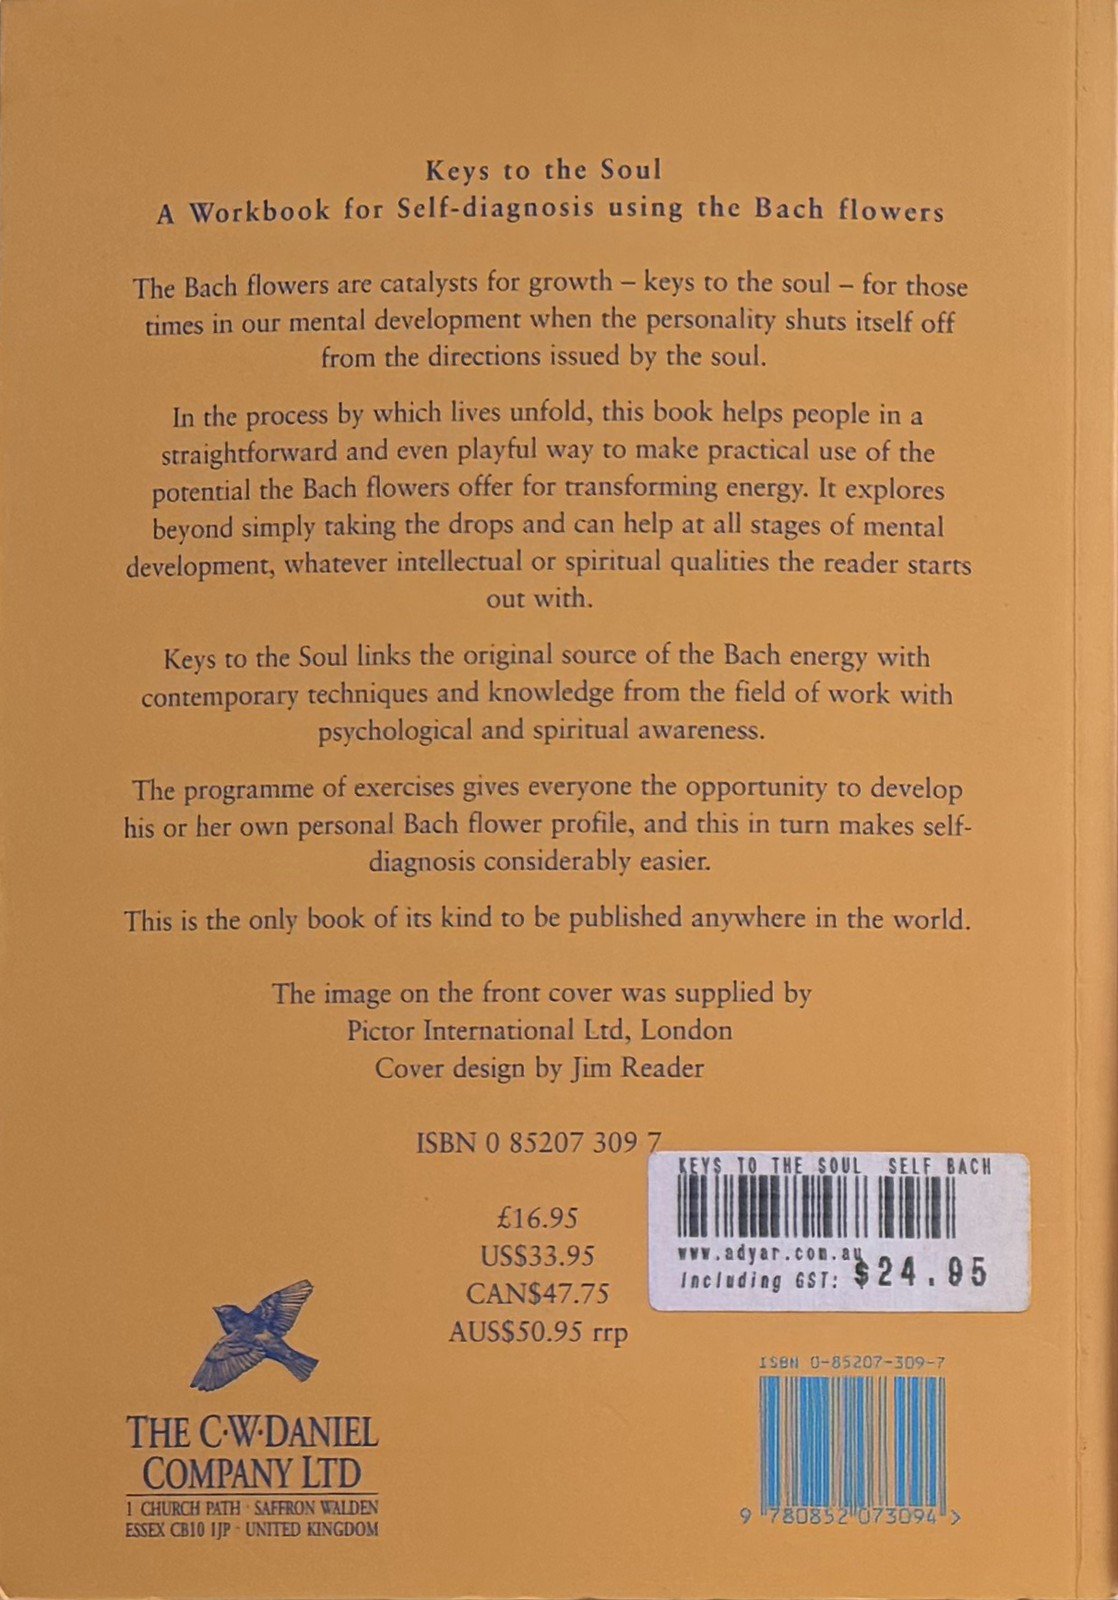 Keys to the Soul
A Workbook for Self-diagnosis using the Bach flowers
The Bach flowers are catalysts for growth – keys to the soul – for those
times in our mental development when the personality shuts itself off
from the directions issued by the soul.
In the process by which lives unfold, this book helps people in a
straightforward and even playful way to make practical use of the
potential the Bach flowers offer for transforming energy. It explores
beyond simply taking the drops and can help at all stages of mental
development, whatever intellectual or spiritual qualities the reader starts
out with.
Keys to the Soul links the original source of the Bach energy with
contemporary techniques and knowledge from the field of work with
psychological and spiritual awareness.
The programme of exercises gives everyone the opportunity to develop
his or her own personal Bach flower profile, and this in turn makes self-
diagnosis considerably easier.
This is the only book of its kind to be published anywhere in the world.
The image on the front cover was supplied by
Pictor International Ltd, London
Cover design by Jim Reader
ISBN 0 85207 309 7
£16.95
US$33.95
CAN$47.75
AUS$50.95 rrp
KEYS TO THE SOUL SELF BACH
www.adyar.com.au
Including GST: $24.95
THE C·W·DANIEL
COMPANY LTD
1 CHURCH PATH · SAFFRON WALDEN
ESSEX CB10 1JP · UNITED KINGDOM
ISBN 0-85207-309-7
9 780852 073094 >